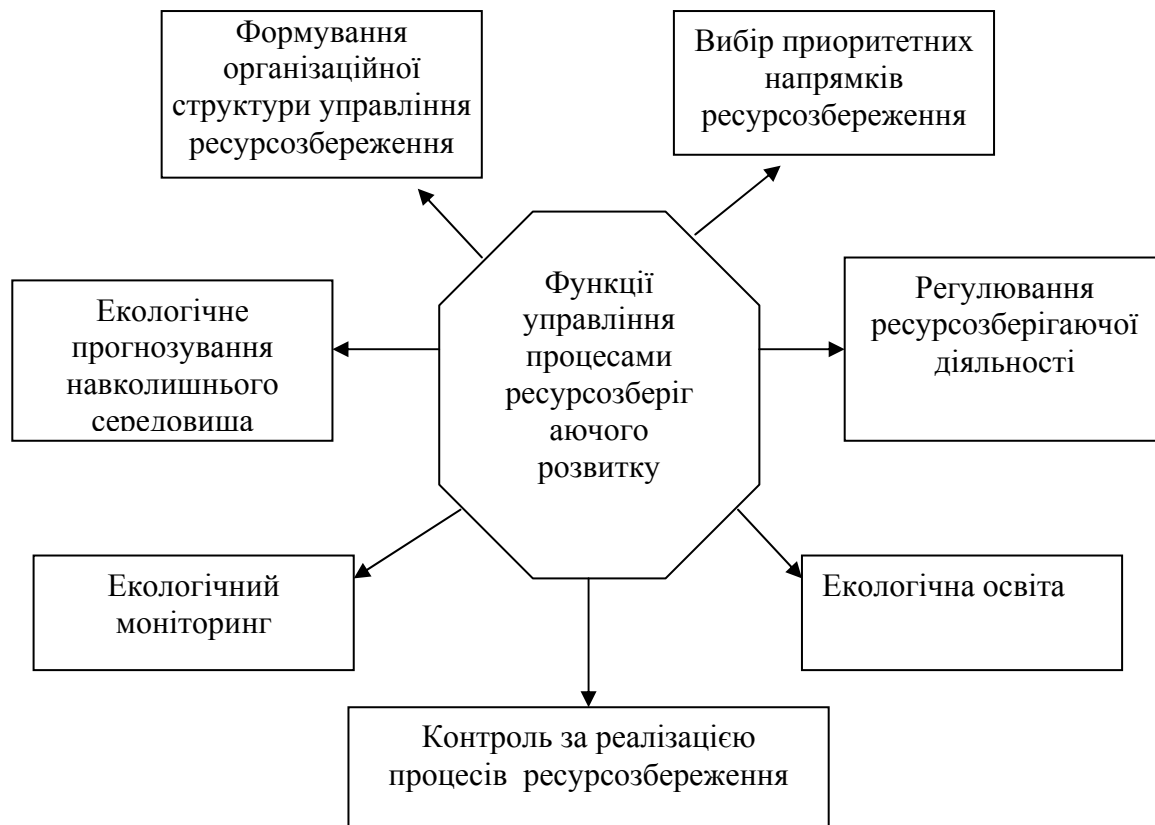 Формування
організаційної
структури управління
ресурсозбереження
Вибір приоритетних
напрямків
ресурсозбереження
Функції
управління
процесами
ресурсозберіг
аючого
розвитку
Екологічне
прогнозування
навколишнього
середовища
Регулювання
ресурсозберігаючої
діяльності
Екологічний
моніторинг
Екологічна освіта
Контроль за реалізацією
процесів ресурсозбереження